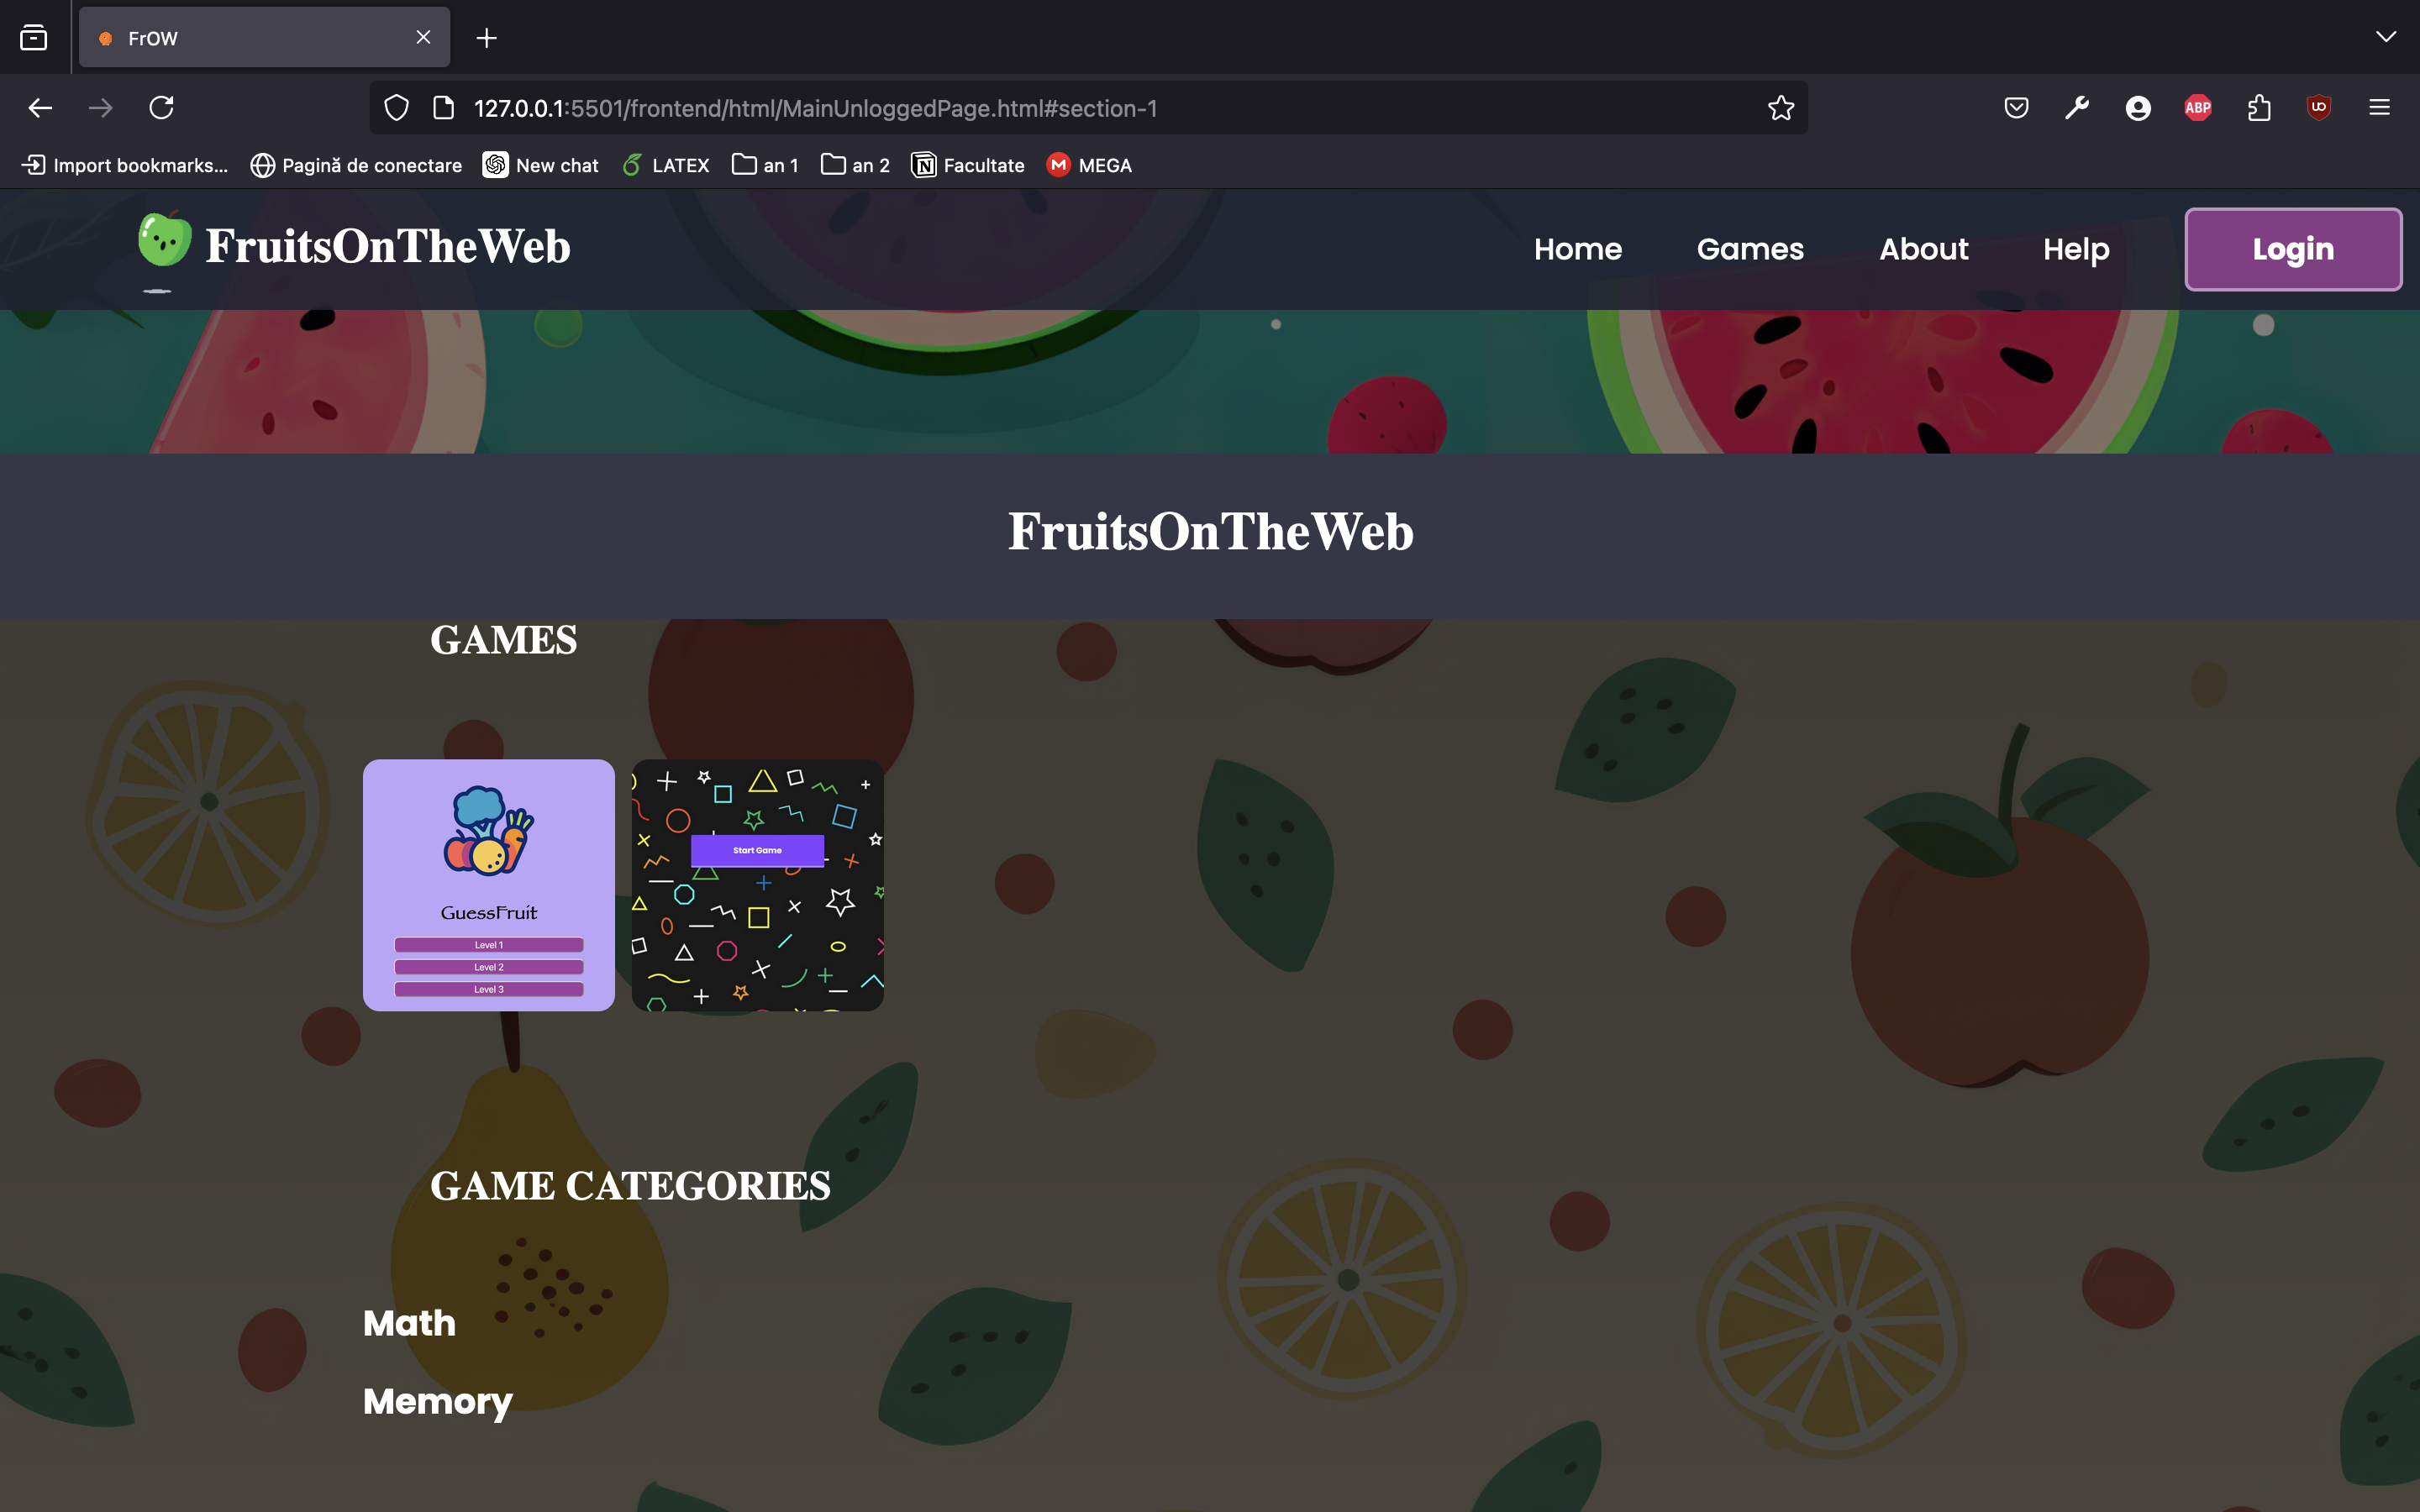 FrOW
127.0.0.1:5501/frontend/html/MainUnloggedPage.html#section-1
ABP
Import bookmarks... Pagină de conectare New chat LATEX an 1 an 2 Facultate MEGA
FruitsOnTheWeb Home Games About Help Login
FruitsOnTheWeb
GAMES
Start Game
GuessFruit
Level 1
Level 2
Level 3
GAME CATEGORIES
Math
Memory